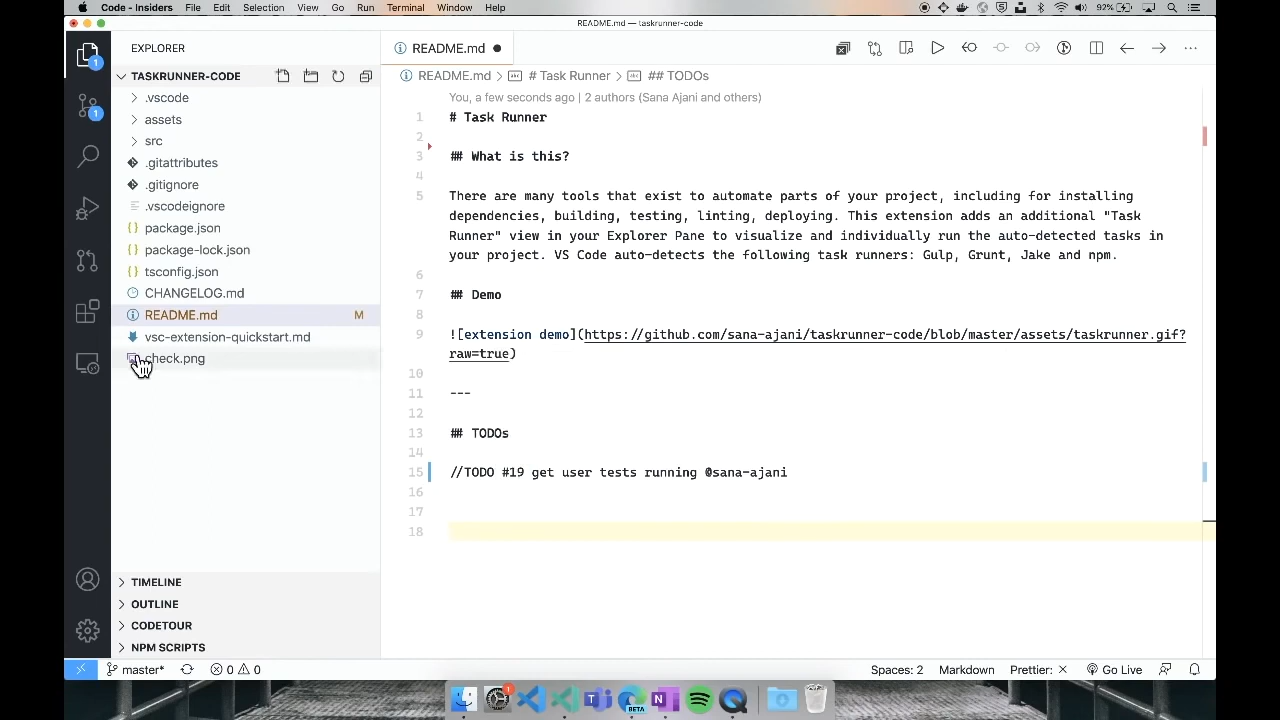 Code - Insiders File Edit Selection View Go Run Terminal Window Help
92%
README.md — taskrunner-code
EXPLORER
README.md
TASKRUNNER-CODE
README.md > # Task Runner > ## TODOs
.vscode
assets
src
.gitattributes
.gitignore
.vscodeignore
package.json
package-lock.json
tsconfig.json
CHANGELOG.md
README.md M
vsc-extension-quickstart.md
check.png
TIMELINE
OUTLINE
CODETOUR
NPM SCRIPTS
1
1
You, a few seconds ago | 2 authors (Sana Ajani and others)
1 # Task Runner
2
3 ## What is this?
4
5 There are many tools that exist to automate parts of your project, including for installing
dependencies, building, testing, linting, deploying. This extension adds an additional "Task
Runner" view in your Explorer Pane to visualize and individually run the auto-detected tasks in
your project. VS Code auto-detects the following task runners: Gulp, Grunt, Jake and npm.
6
7 ## Demo
8
9 ![extension demo](https://github.com/sana-ajani/taskrunner-code/blob/master/assets/taskrunner.gif?
raw=true)
10
11 ---
12
13 ## TODOs
14
15 //TODO #19 get user tests running @sana-ajani
16
17
18
master* 0 0 Spaces: 2 Markdown Prettier: × Go Live
1 BETA